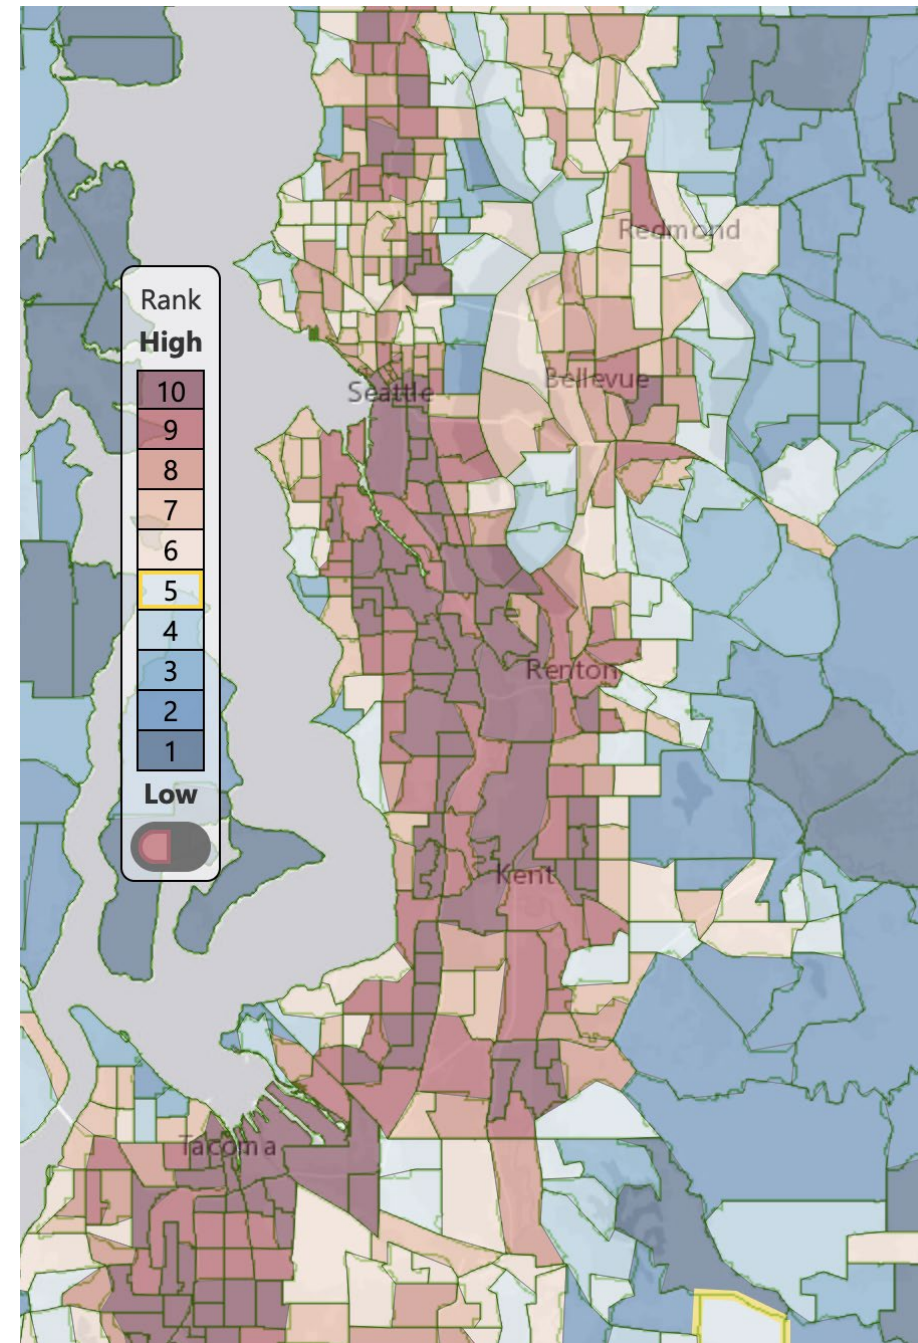 Redmond
Rank
High
10
9
8
7
6
5
4
3
2
1
Low
Seattle
Bellevue
Renton
Kent
Tacoma